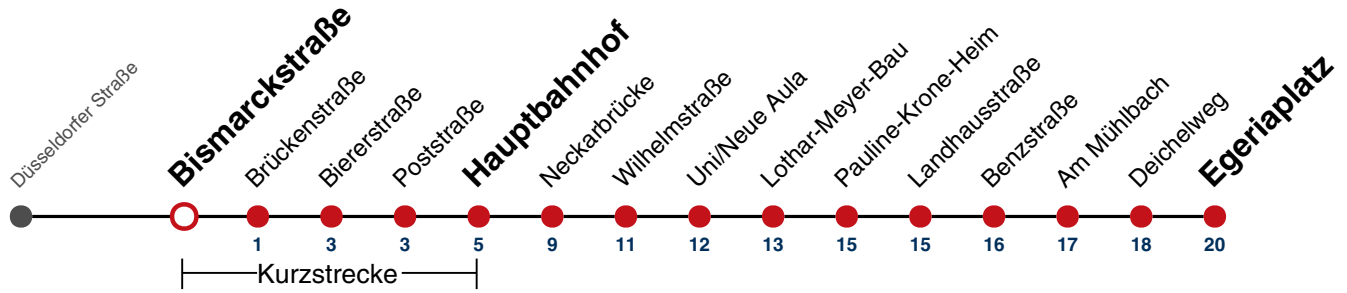 Düsseldorfer Straße
Bismarckstraße
Brückenstraße
Biererstraße
Poststraße
Hauptbahnhof
Neckarbrücke
Wilhelmstraße
Uni/Neue Aula
Lothar-Meyer-Bau
Pauline-Krone-Heim
Landhausstraße
Benzstraße
Am Mühlbach
Deichelweg
Egeriaplatz
1 3 3 5 9 11 12 13 15 15 16 17 18 20
Kurzstrecke